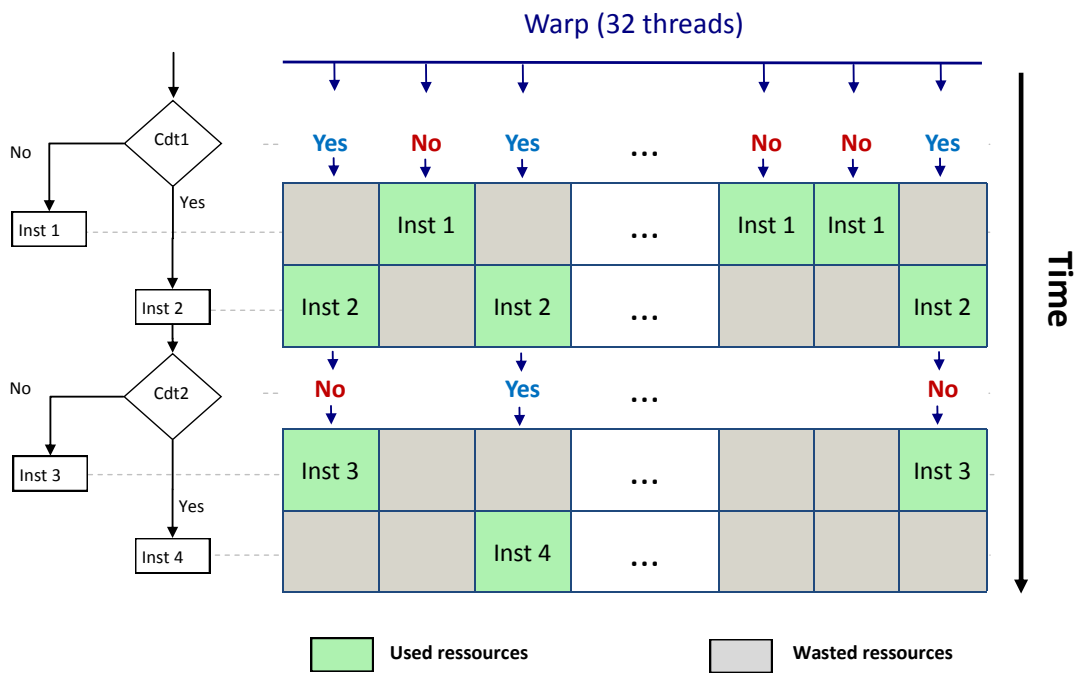 Warp (32 threads)
Cdt1
No
Yes No Yes ... No No Yes
Yes
Inst 1
Inst 1 ... Inst 1 Inst 1
Inst 2
Inst 2 Inst 2 ... Inst 2
Time
Cdt2
No
No Yes ... No
Inst 3
Inst 3 ... Inst 3
Yes
Inst 4
Inst 4 ...
Used ressources
Wasted ressources